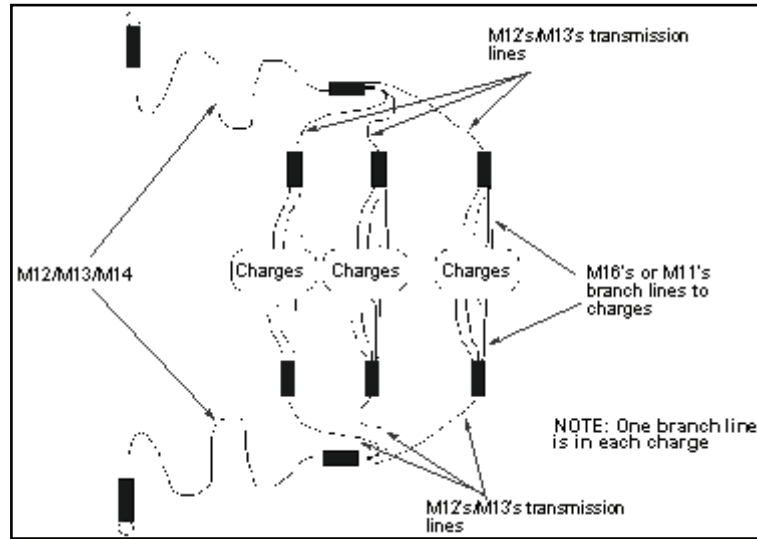 M12's/M13's transmission
lines
Charges Charges Charges
M12/M13/M14
M16's or M11's
branch lines to
charges
NOTE: One branch line
is in each charge
M12's/M13's transmission
lines